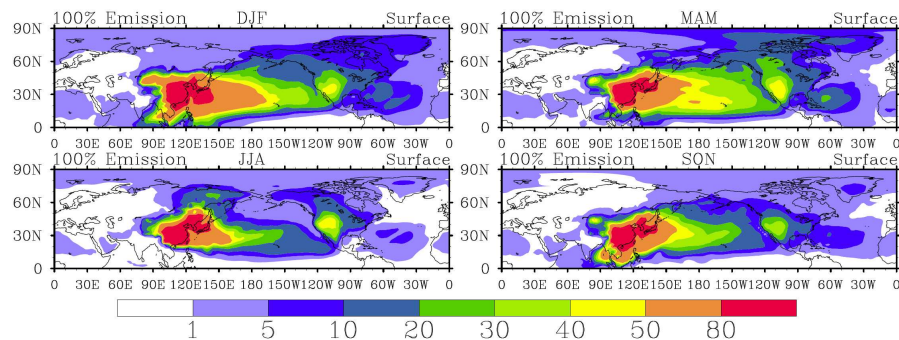 100% Emission DJF Surface
90N
60N
30N
0
0 30E 60E 90E 120E 150E 180 150W 120W 90W 60W 30W 0
100% Emission MAM Surface
90N
60N
30N
0
0 30E 60E 90E 120E 150E 180 150W 120W 90W 60W 30W 0
100% Emission JJA Surface
90N
60N
30N
0
0 30E 60E 90E 120E 150E 180 150W 120W 90W 60W 30W 0
100% Emission SON Surface
90N
60N
30N
0
0 30E 60E 90E 120E 150E 180 150W 120W 90W 60W 30W 0
1 5 10 20 30 40 50 80